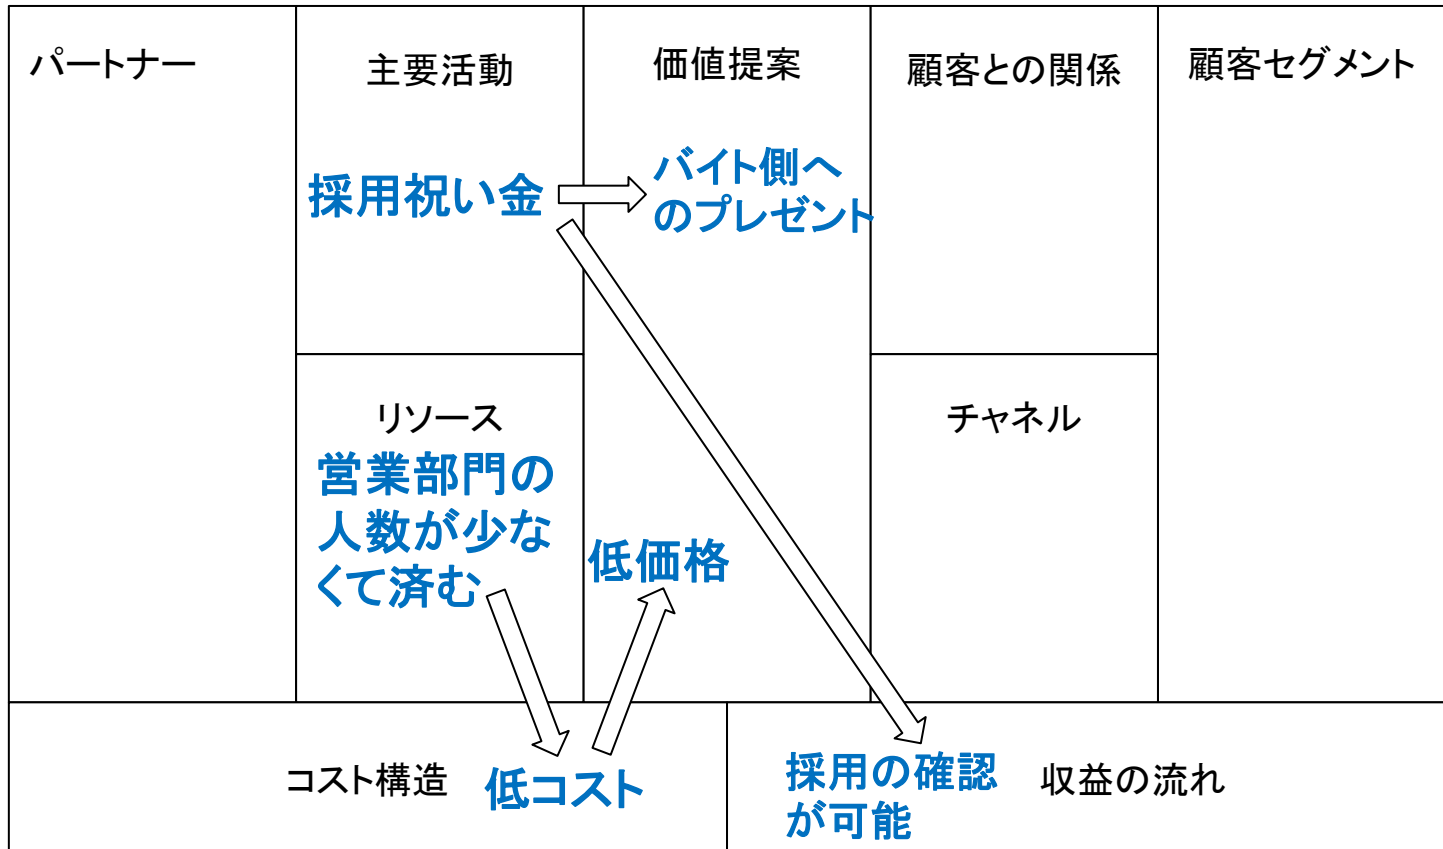 パートナー
主要活動
価値提案
顧客との関係
顧客セグメント
採用祝い金
バイト側へ
のプレゼント
リソース
営業部門の
人数が少な
くて済む
低価格
チャネル
コスト構造
低コスト
採用の確認
が可能
収益の流れ